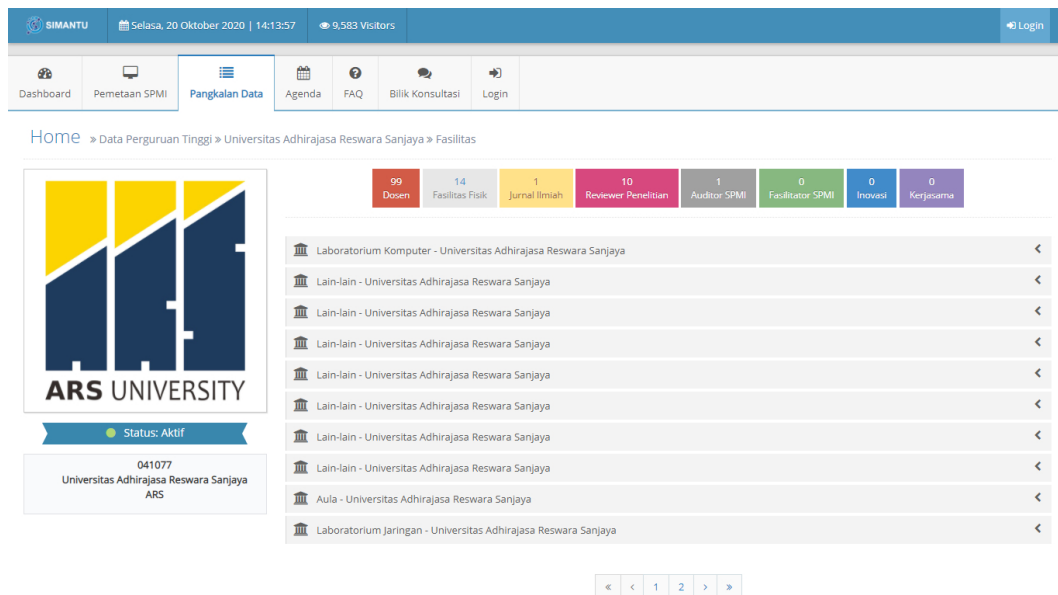 SIMANTU Selasa, 20 Oktober 2020 | 14:13:57 9,583 Visitors Login
Dashboard Pemetaan SPMI Pangkalan Data Agenda FAQ Bilik Konsultasi Login
Home » Data Perguruan Tinggi » Universitas Adhirajasa Reswara Sanjaya » Fasilitas
99 14 1 10 1 0 0 0
Dosen Fasilitas Fisik Jurnal Ilmiah Reviewer Penelitian Auditor SPMI Fasilitator SPMI Inovasi Kerjasama
ARS UNIVERSITY
Status: Aktif
041077
Universitas Adhirajasa Reswara Sanjaya
ARS
Laboratorium Komputer - Universitas Adhirajasa Reswara Sanjaya
Lain-lain - Universitas Adhirajasa Reswara Sanjaya
Lain-lain - Universitas Adhirajasa Reswara Sanjaya
Lain-lain - Universitas Adhirajasa Reswara Sanjaya
Lain-lain - Universitas Adhirajasa Reswara Sanjaya
Lain-lain - Universitas Adhirajasa Reswara Sanjaya
Lain-lain - Universitas Adhirajasa Reswara Sanjaya
Lain-lain - Universitas Adhirajasa Reswara Sanjaya
Aula - Universitas Adhirajasa Reswara Sanjaya
Laboratorium Jaringan - Universitas Adhirajasa Reswara Sanjaya
« < 1 2 > »